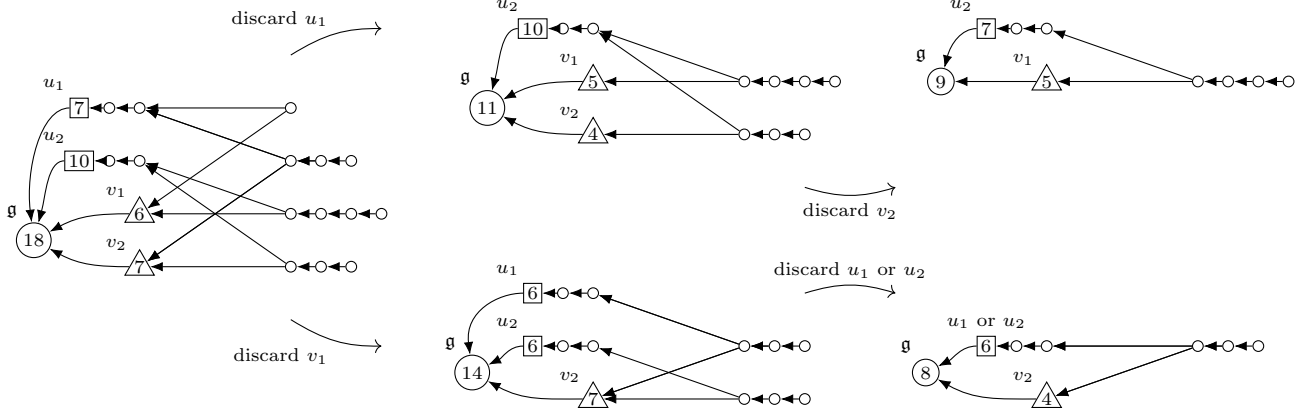 discard u₁
u₁
7
u₂
10
v₁
6
𝔤
18
v₂
7
discard v₁
u₂
10
v₁
5
𝔤
11
v₂
4
discard v₂
u₂
7
𝔤
v₁
9
5
u₁
6
u₂
6
𝔤
14
v₂
7
discard u₁ or u₂
u₁ or u₂
6
𝔤
8
v₂
4